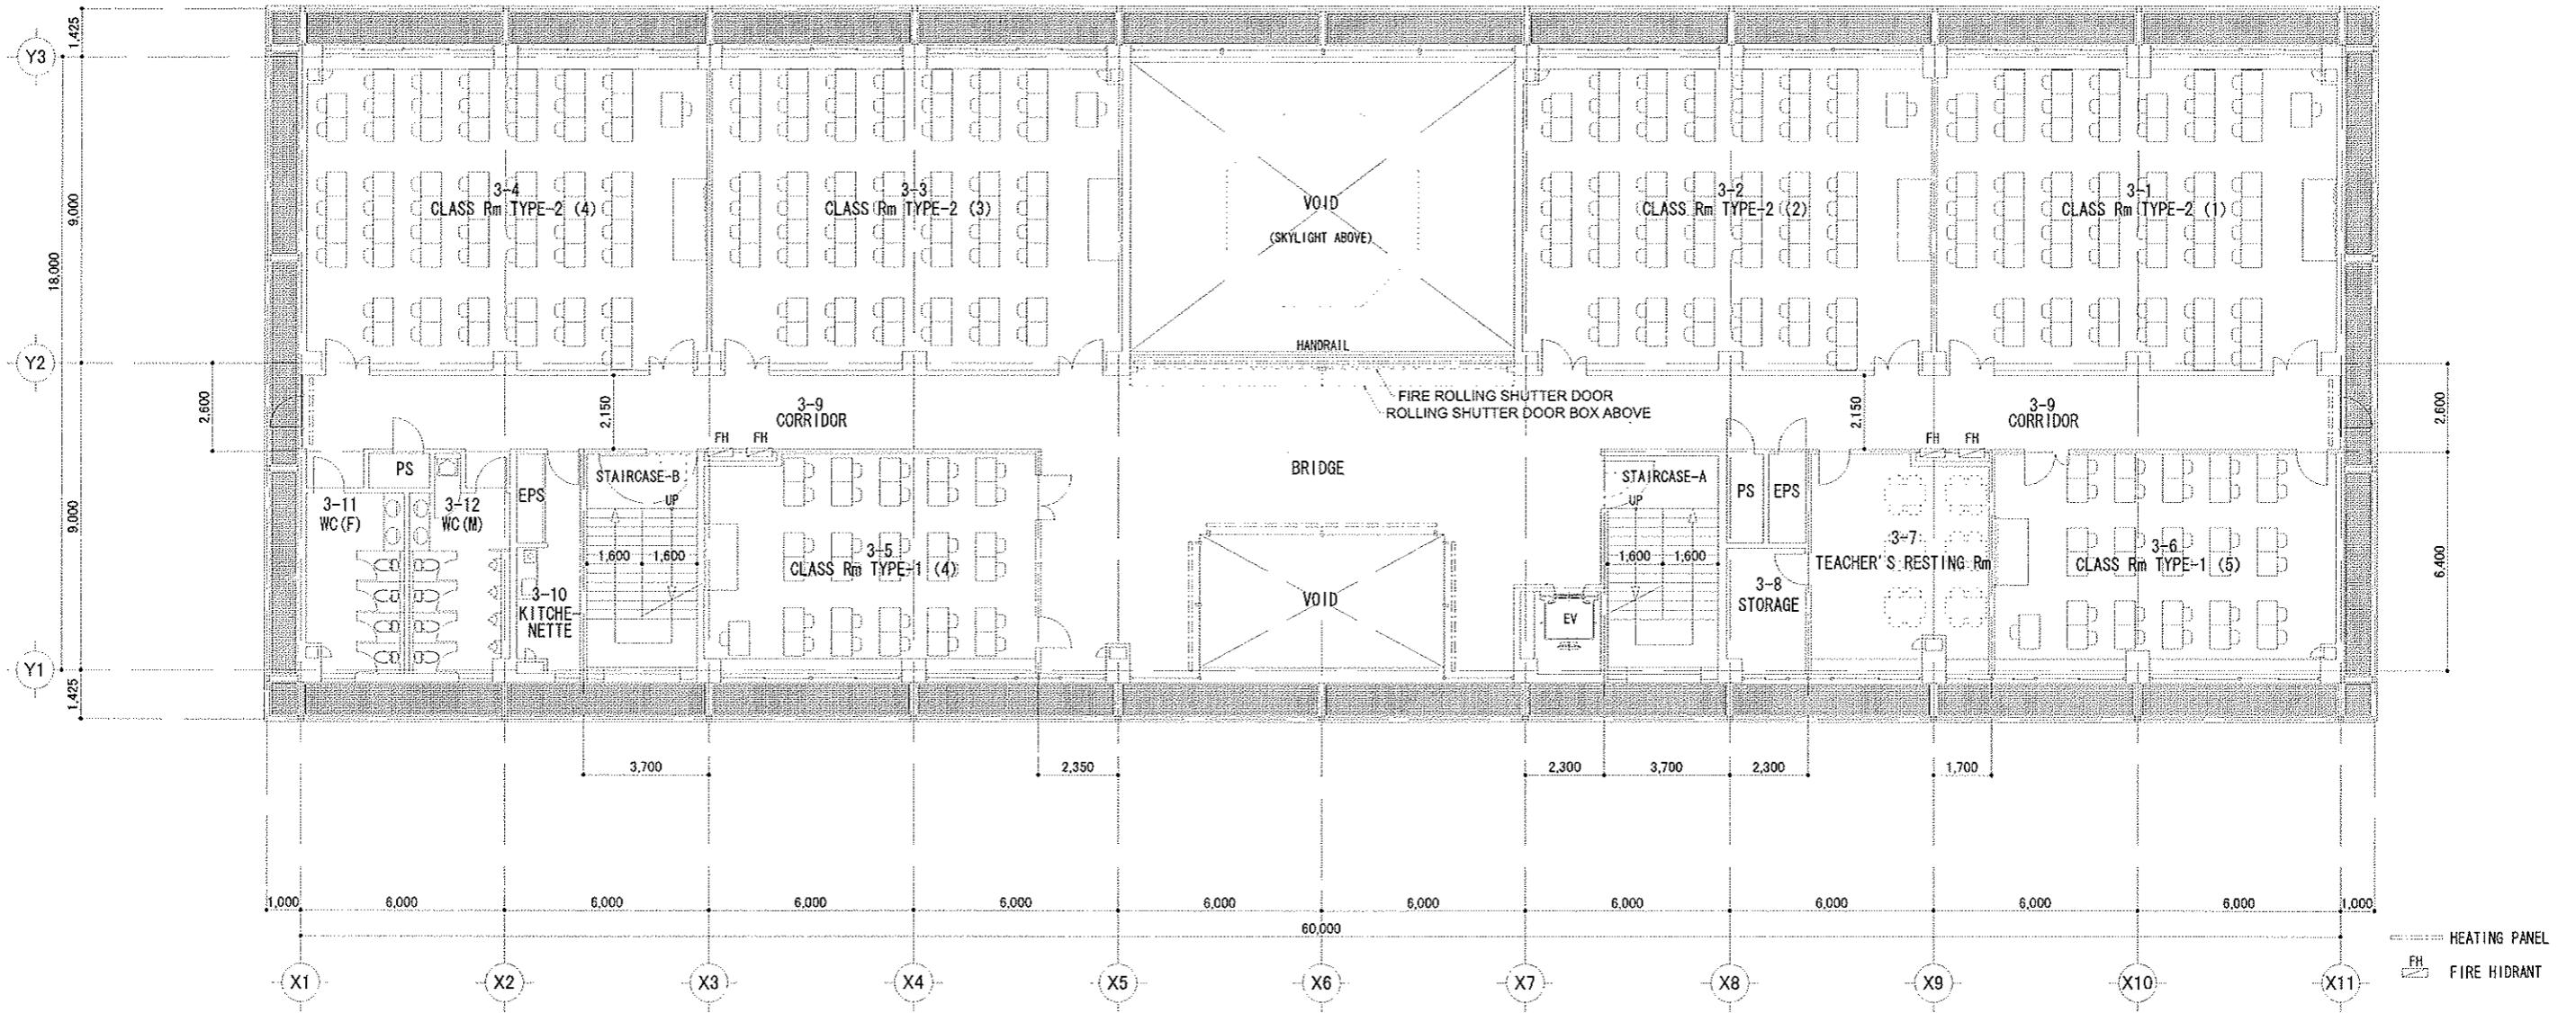 1,425
Y3
9,000
18,000
Y2
2,600
9,000
Y1
1,425
3-4
CLASS Rm TYPE-2 (4)
3-3
CLASS Rm TYPE-2 (3)
VOID
(SKYLIGHT ABOVE)
3-2
CLASS Rm TYPE-2 (2)
3-1
CLASS Rm TYPE-2 (1)
HANDRAIL
FIRE ROLLING SHUTTER DOOR
ROLLING SHUTTER DOOR BOX ABOVE
2,150
3-9
CORRIDOR
2,150
3-9
CORRIDOR
2,600
6,400
FH
FH
FH
FH
PS
3-11
WC(F)
3-12
WC(M)
EPS
STAIRCASE-B
UP
1,600
1,600
3-10
KITCHE-
NETTE
3-5
CLASS Rm TYPE-1 (4)
BRIDGE
VOID
EV
STAIRCASE-A
UP
1,600
1,600
PS
EPS
3-8
STORAGE
3-7
TEACHER'S RESTING Rm
3-6
CLASS Rm TYPE-1 (5)
3,700
2,350
2,300
3,700
2,300
1,700
1,000
6,000
6,000
6,000
6,000
6,000
6,000
6,000
6,000
6,000
6,000
1,000
60,000
X1
X2
X3
X4
X5
X6
X7
X8
X9
X10
X11
HEATING PANEL
FH
FIRE HIDRANT